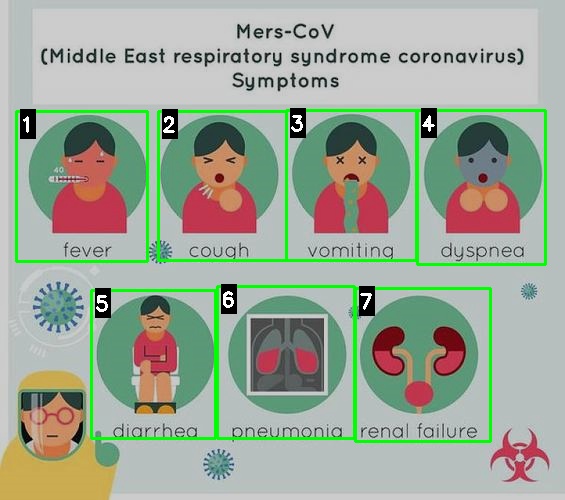 Mers-CoV
(Middle East respiratory syndrome coronavirus)
Symptoms
1 2 3 4
40
fever cough vomiting dyspnea
5 6 7
diarrhea pneumonia renal failure